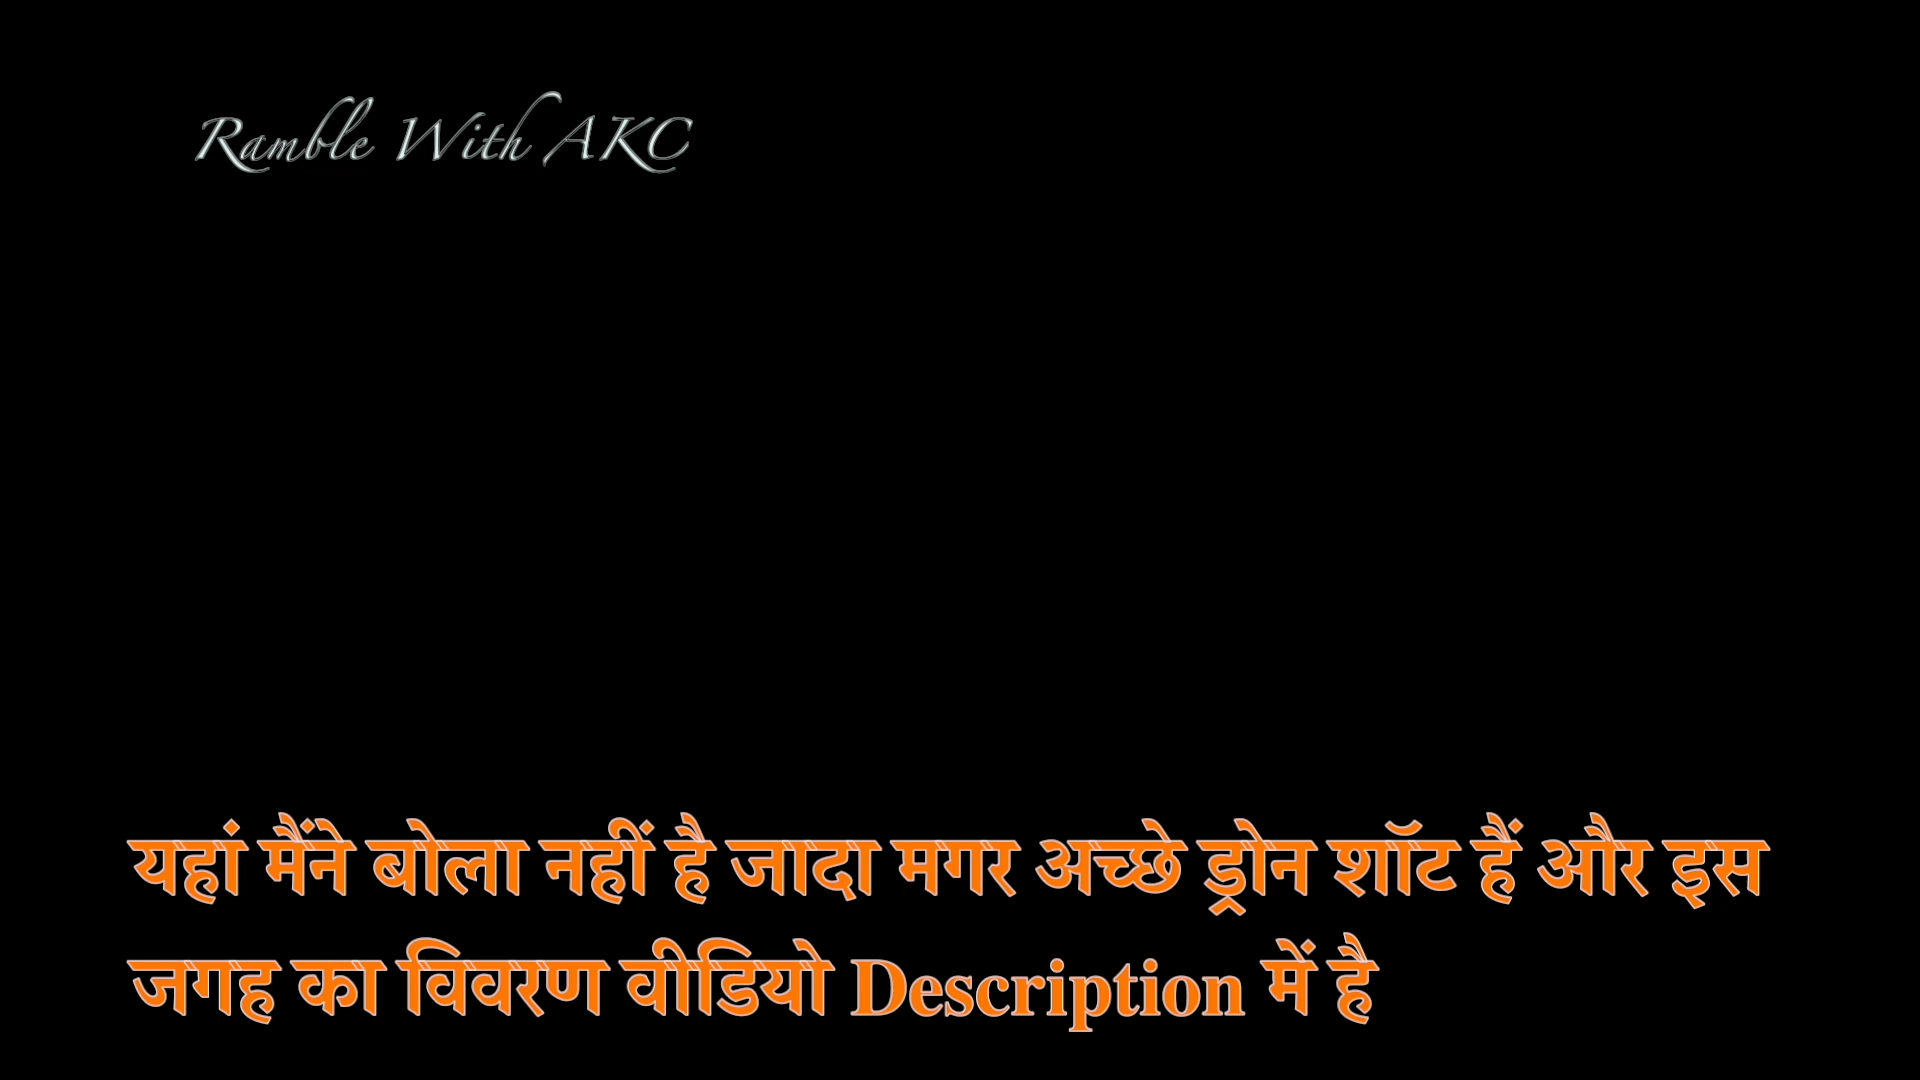 Ramble With AKC
यहां मैंने बोला नहीं है जादा मगर अच्छे ड्रोन शॉट हैं और इस
जगह का विवरण वीडियो Description में है